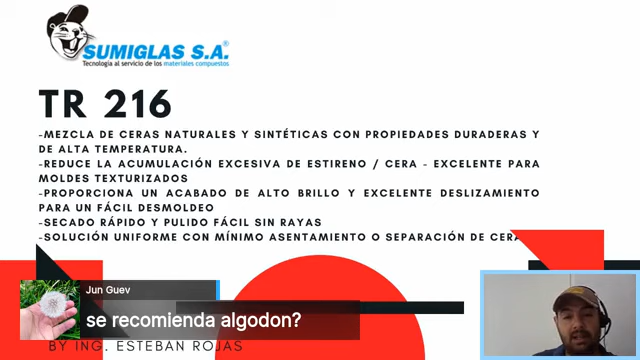 SUMIGLAS S.A.®
Tecnología al servicio de los materiales compuestos
TR 216
-MEZCLA DE CERAS NATURALES Y SINTÉTICAS CON PROPIEDADES DURADERAS Y
DE ALTA TEMPERATURA.
-REDUCE LA ACUMULACIÓN EXCESIVA DE ESTIRENO / CERA - EXCELENTE PARA
MOLDES TEXTURIZADOS
-PROPORCIONA UN ACABADO DE ALTO BRILLO Y EXCELENTE DESLIZAMIENTO
PARA UN FÁCIL DESMOLDEO
-SECADO RÁPIDO Y PULIDO FÁCIL SIN RAYAS
-SOLUCIÓN UNIFORME CON MÍNIMO ASENTAMIENTO O SEPARACIÓN DE CERA
Jun Guev
se recomienda algodon?
BY ING. ESTEBAN ROJAS